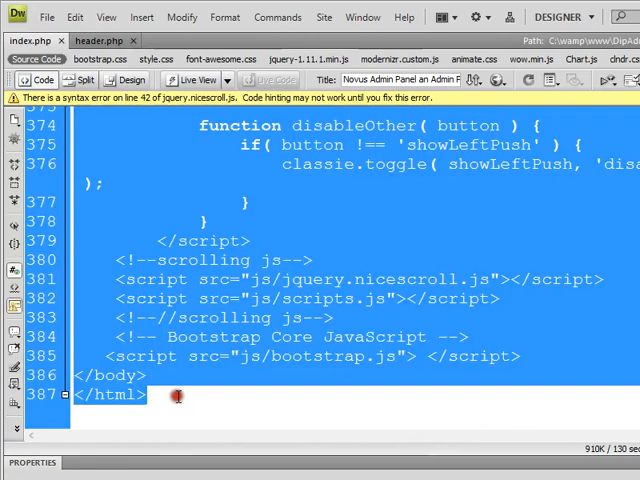 Dw File Edit View Insert Modify Format Commands Site Window Help DESIGNER
index.php × header.php ×
Path: C:\wamp\www\DipAd
Source Code bootstrap.css style.css font-awesome.css jquery-1.11.1.min.js modernizr.custom.js animate.css wow.min.js Chart.js clndr.cs
Code Split Design Live View Live Code Title: Novus Admin Panel an Admin P
There is a syntax error on line 42 of jquery.nicescroll.js. Code hinting may not work until you fix this error.
373
374 function disableOther( button ) {
375 if( button !== 'showLeftPush' ) {
376 classie.toggle( showLeftPush, 'disa
);
377 }
378 }
379 </script>
380 <!--scrolling js-->
381 <script src="js/jquery.nicescroll.js"></script>
382 <script src="js/scripts.js"></script>
383 <!--//scrolling js-->
384 <!-- Bootstrap Core JavaScript -->
385 <script src="js/bootstrap.js"> </script>
386 </body>
387 </html>
910K / 130 se
PROPERTIES